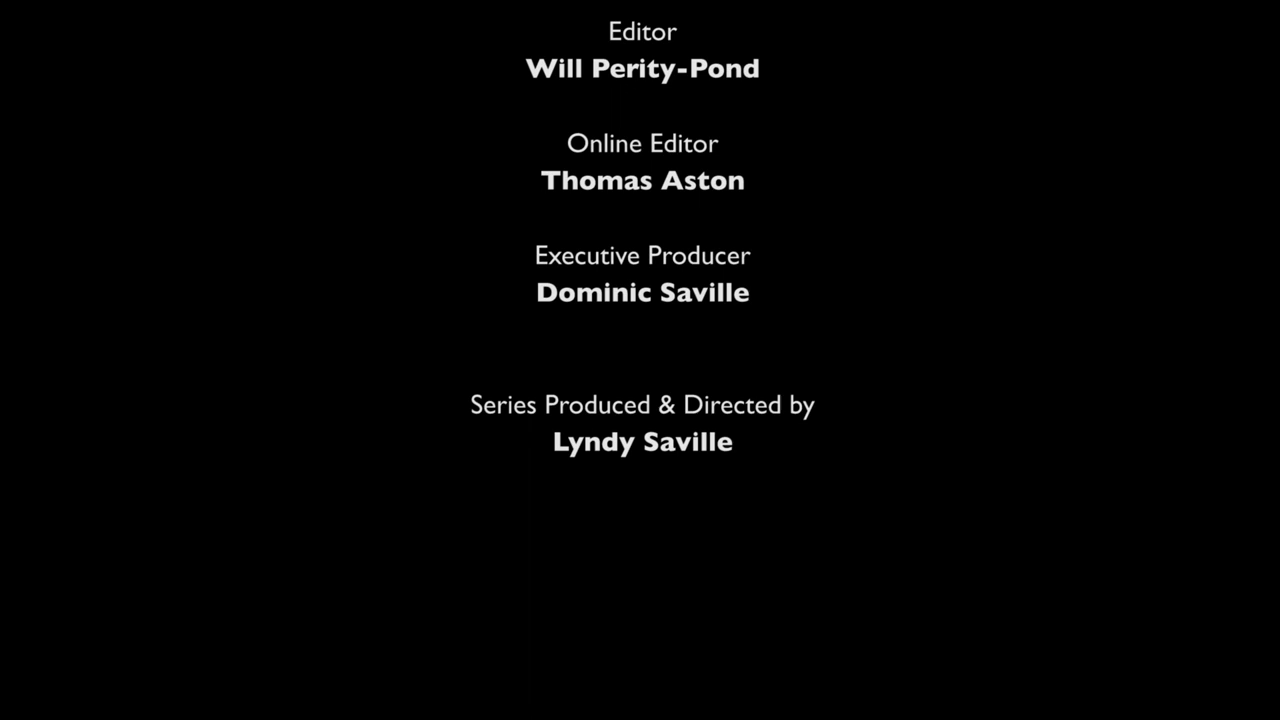 Editor
Will Perity-Pond
Online Editor
Thomas Aston
Executive Producer
Dominic Saville
Series Produced & Directed by
Lyndy Saville